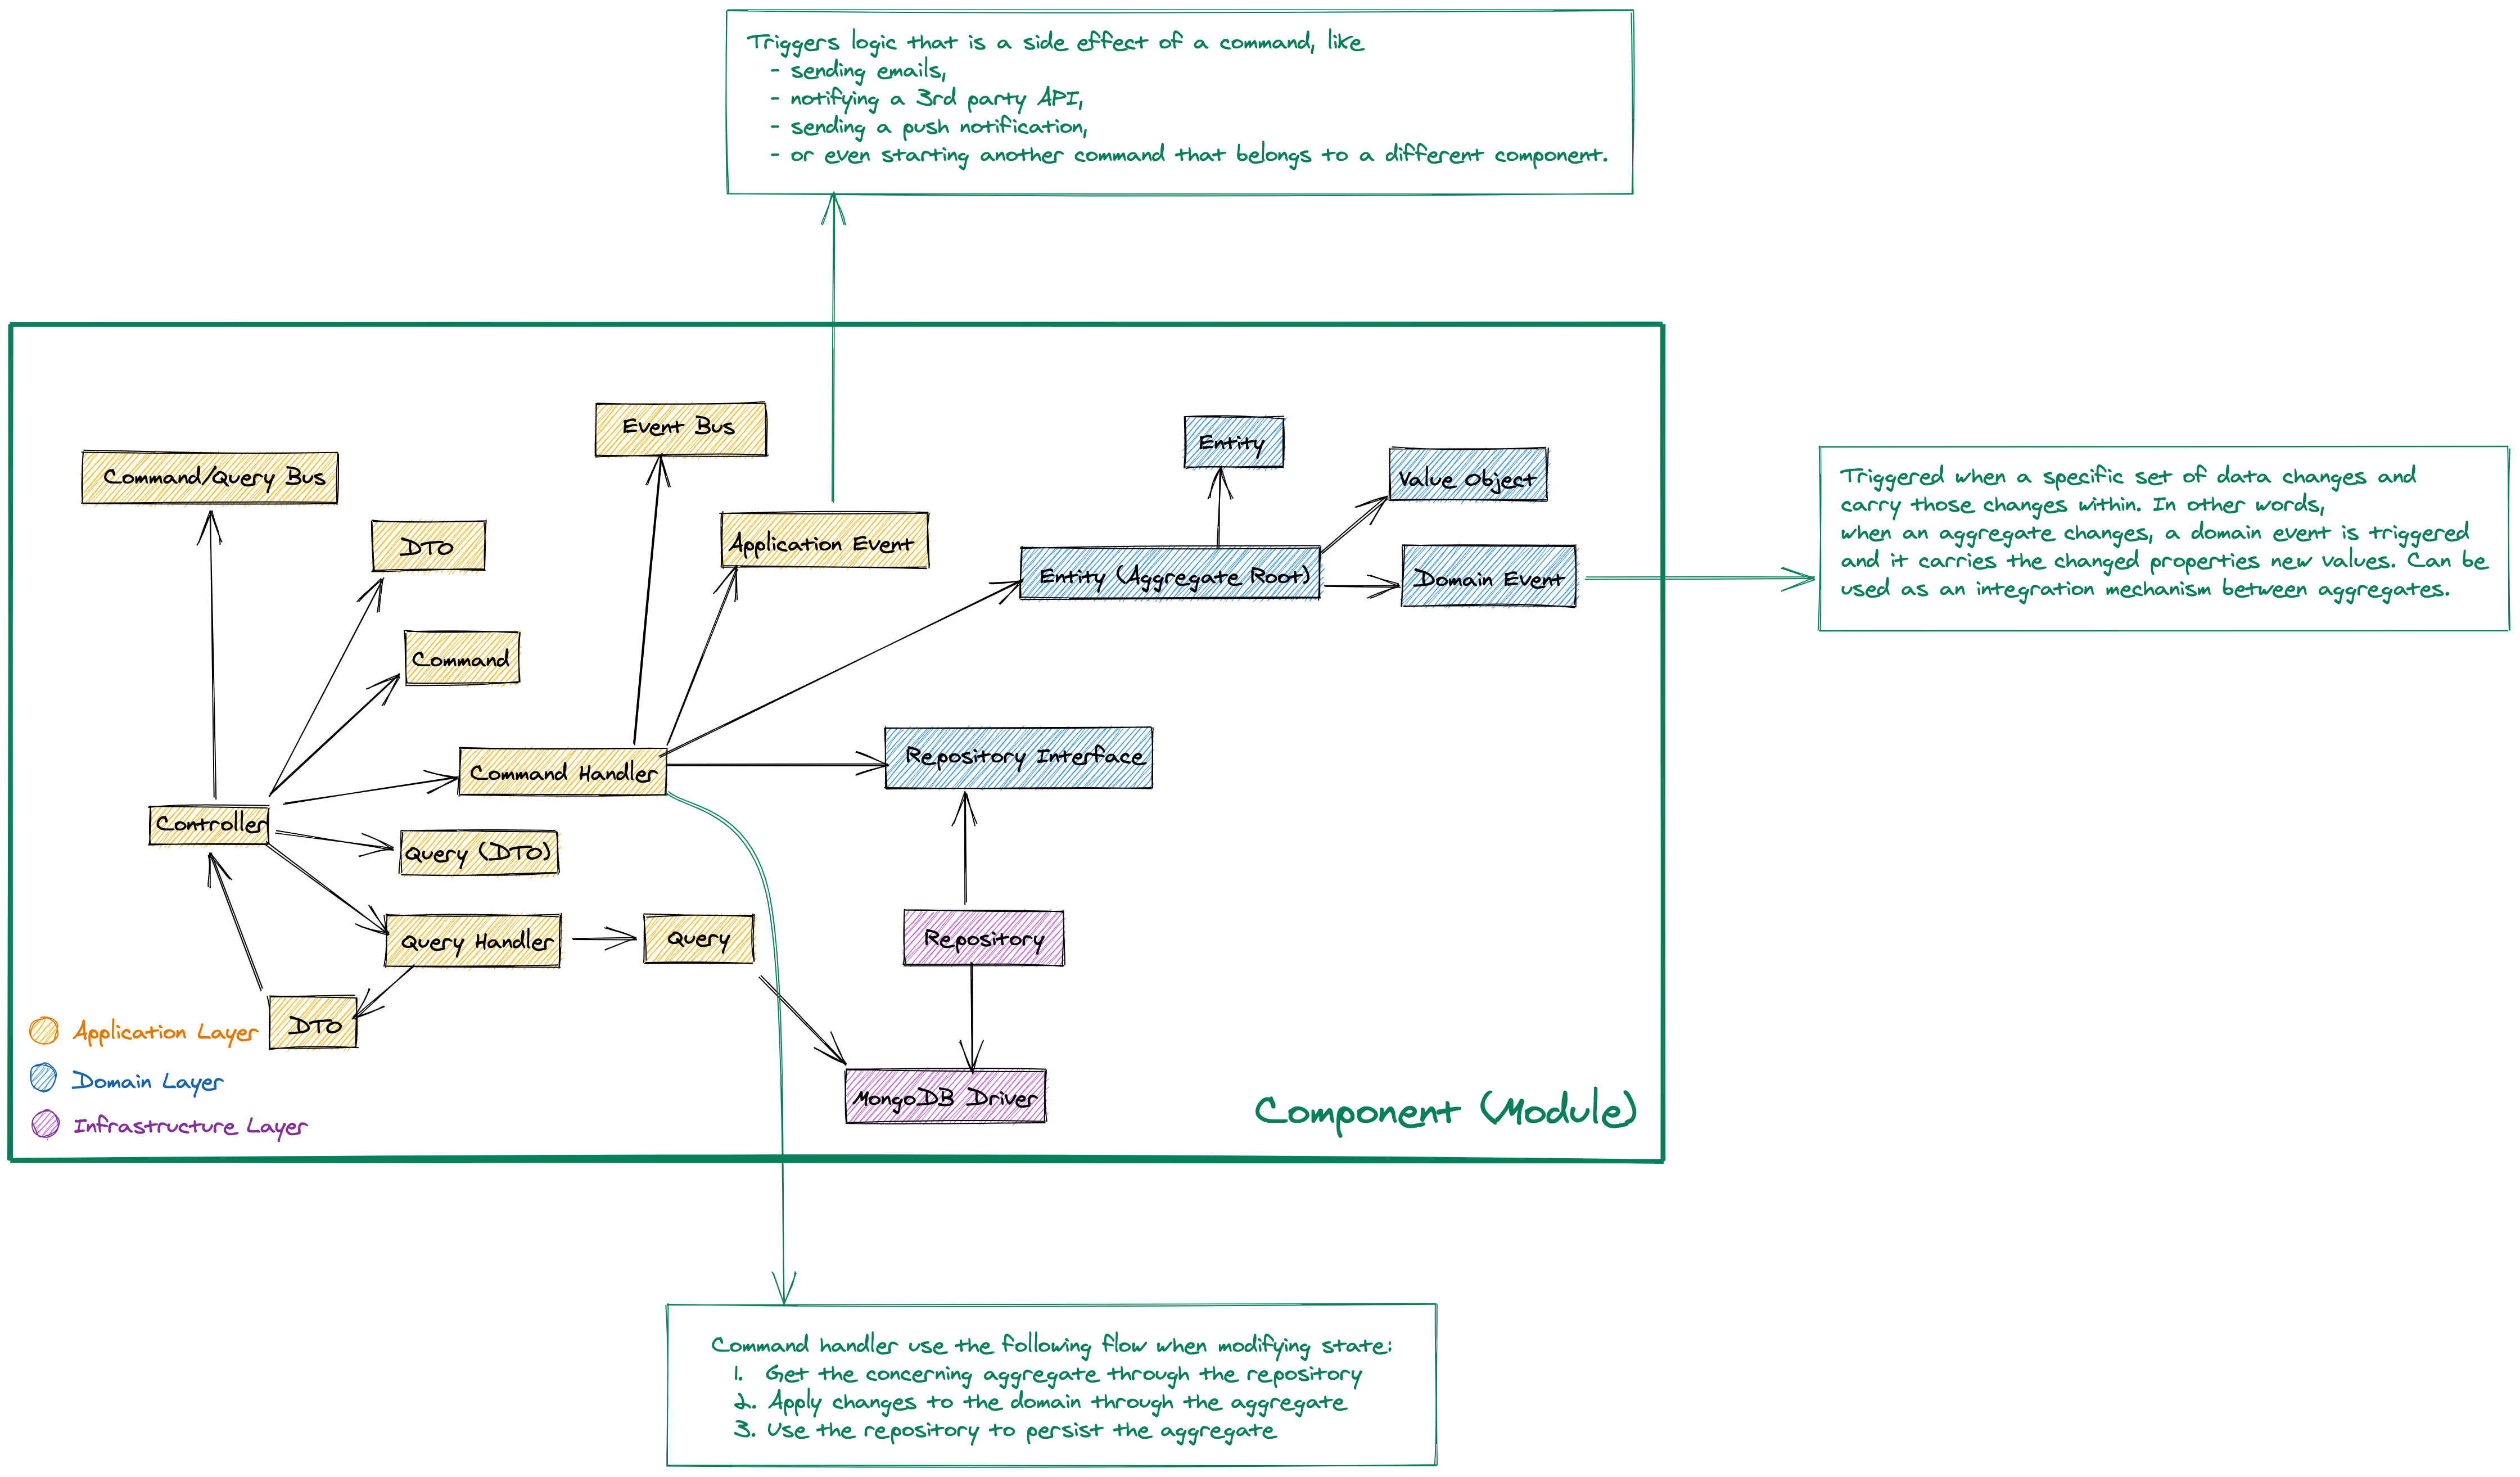 Triggers logic that is a side effect of a command, like
- sending emails,
- notifying a 3rd party API,
- sending a push notification,
- or even starting another command that belongs to a different component.
Event Bus
Command/Query Bus
Entity
Value Object
DTO
Application Event
Entity (Aggregate Root)
Domain Event
Triggered when a specific set of data changes and
carry those changes within. In other words,
when an aggregate changes, a domain event is triggered
and it carries the changed properties new values. Can be
used as an integration mechanism between aggregates.
Command
Command Handler
Repository Interface
Controller
Query (DTO)
Query Handler
Query
Repository
DTO
Application Layer
Domain Layer
Infrastructure Layer
MongoDB Driver
Component (Module)
Command handler use the following flow when modifying state:
1. Get the concerning aggregate through the repository
2. Apply changes to the domain through the aggregate
3. Use the repository to persist the aggregate